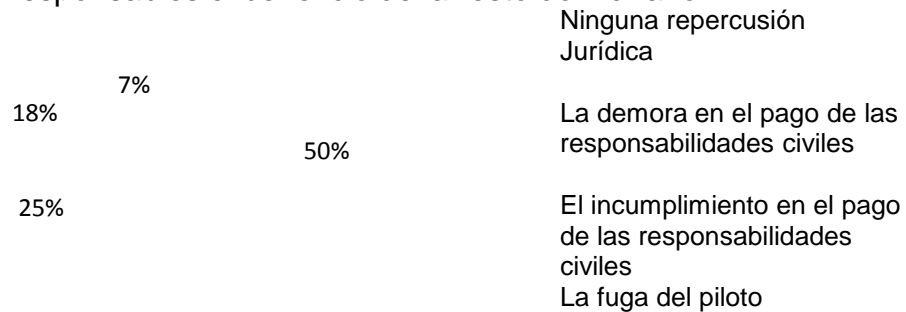 Ninguna repercusión
Jurídica
7%
18%
La demora en el pago de las
responsabilidades civiles
50%
25%
El incumplimiento en el pago
de las responsabilidades
civiles
La fuga del piloto